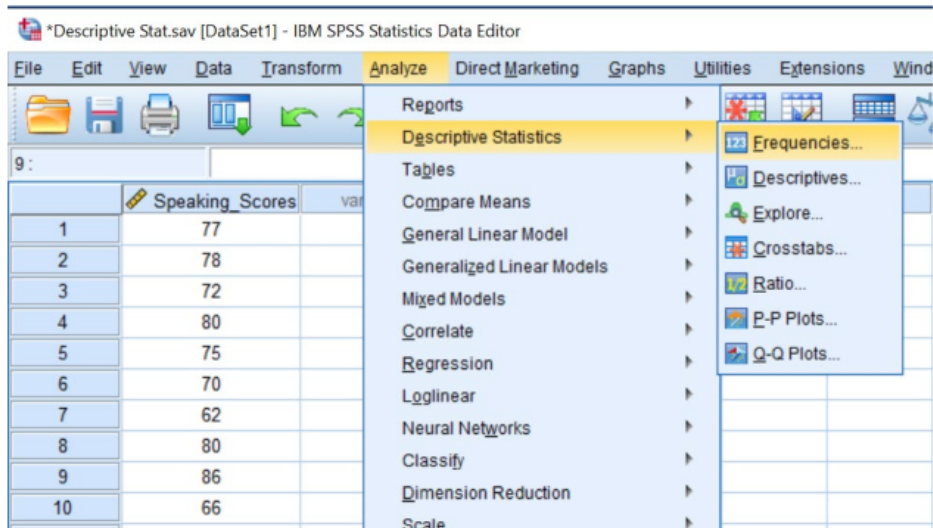 *Descriptive Stat.sav [DataSet1] - IBM SPSS Statistics Data Editor
File Edit View Data Transform Analyze Direct Marketing Graphs Utilities Extensions Wind
Reports
Descriptive Statistics
Tables
Compare Means
General Linear Model
Generalized Linear Models
Mixed Models
Correlate
Regression
Loglinear
Neural Networks
Classify
Dimension Reduction
Scale
123 Frequencies...
Descriptives...
Explore...
Crosstabs...
1/2 Ratio...
P-P Plots...
Q-Q Plots...
9 :
Speaking_Scores var
1 77
2 78
3 72
4 80
5 75
6 70
7 62
8 80
9 86
10 66